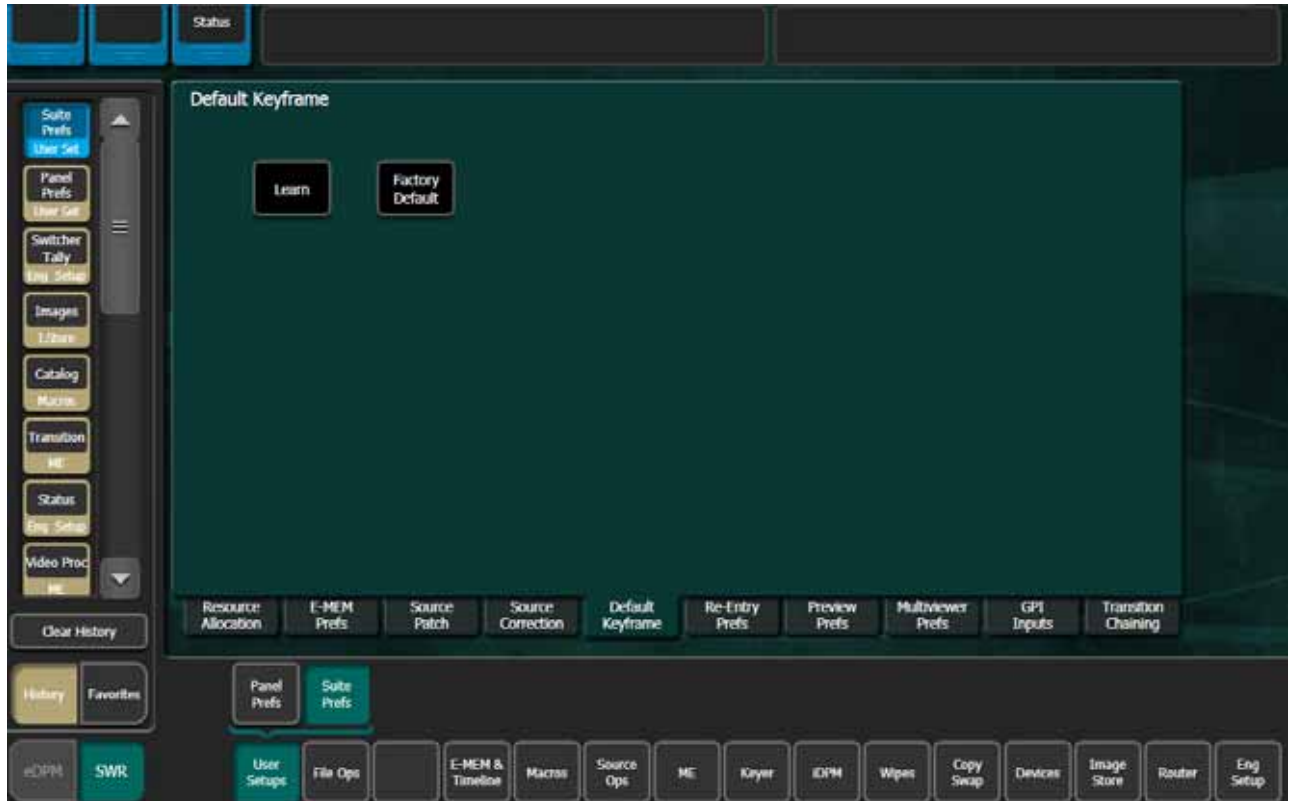 Status
Default Keyframe
Learn
Factory
Default
Suite
Prefs
User Set
Panel
Prefs
User Set
Switcher
Tally
Eng Setup
Images
I.Store
Catalog
Macros
Transition
ME
Status
Eng Setup
Video Proc
ME
Clear History
History
Favorites
Resource
Allocation
E-MEM
Prefs
Source
Patch
Source
Correction
Default
Keyframe
Re-Entry
Prefs
Preview
Prefs
Multiviewer
Prefs
GPI
Inputs
Transition
Chaining
Panel
Prefs
Suite
Prefs
eDPM
SWR
User
Setups
File Ops
E-MEM &
Timeline
Macros
Source
Ops
ME
Keyer
iDPM
Wipes
Copy
Swap
Devices
Image
Store
Router
Eng
Setup